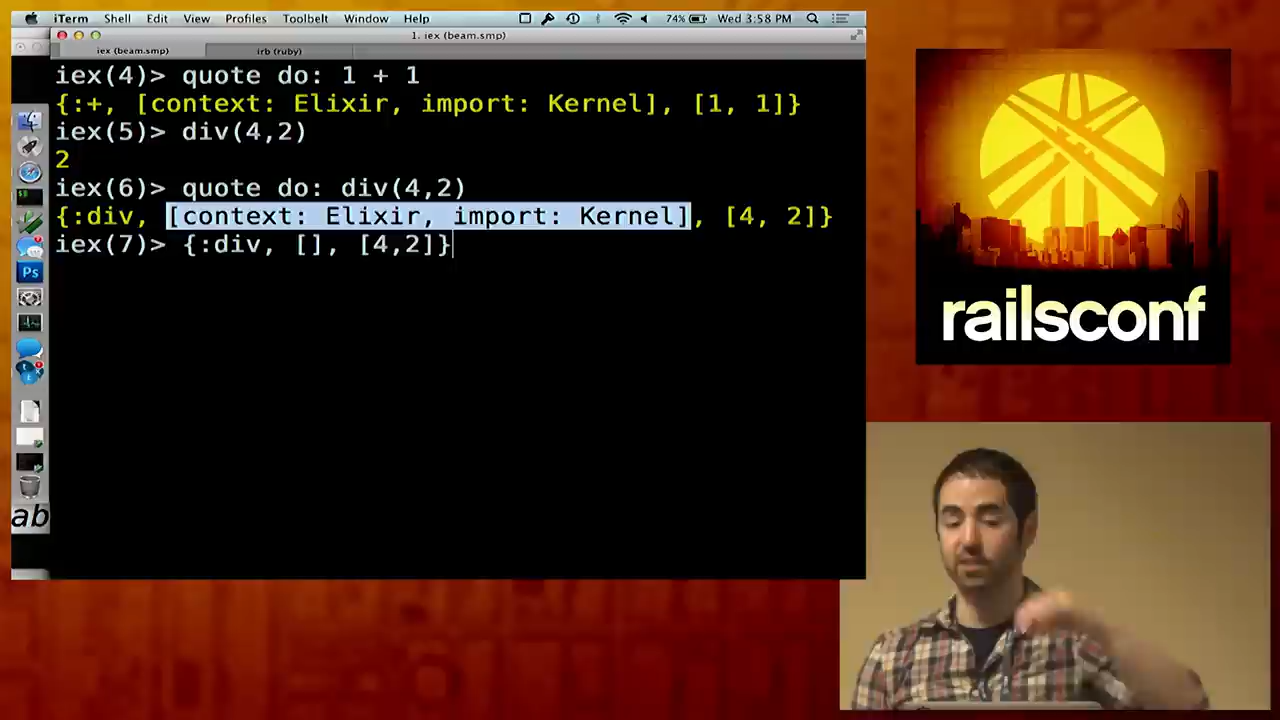 iTerm Shell Edit View Profiles Toolbelt Window Help 74% Wed 3:58 PM
1. iex (beam.smp)
iex (beam.smp) irb (ruby)
iex(4)> quote do: 1 + 1
{:+, [context: Elixir, import: Kernel], [1, 1]}
iex(5)> div(4,2)
2
iex(6)> quote do: div(4,2)
{:div, [context: Elixir, import: Kernel], [4, 2]}
iex(7)> {:div, [], [4,2]}
Ps
ab
railsconf